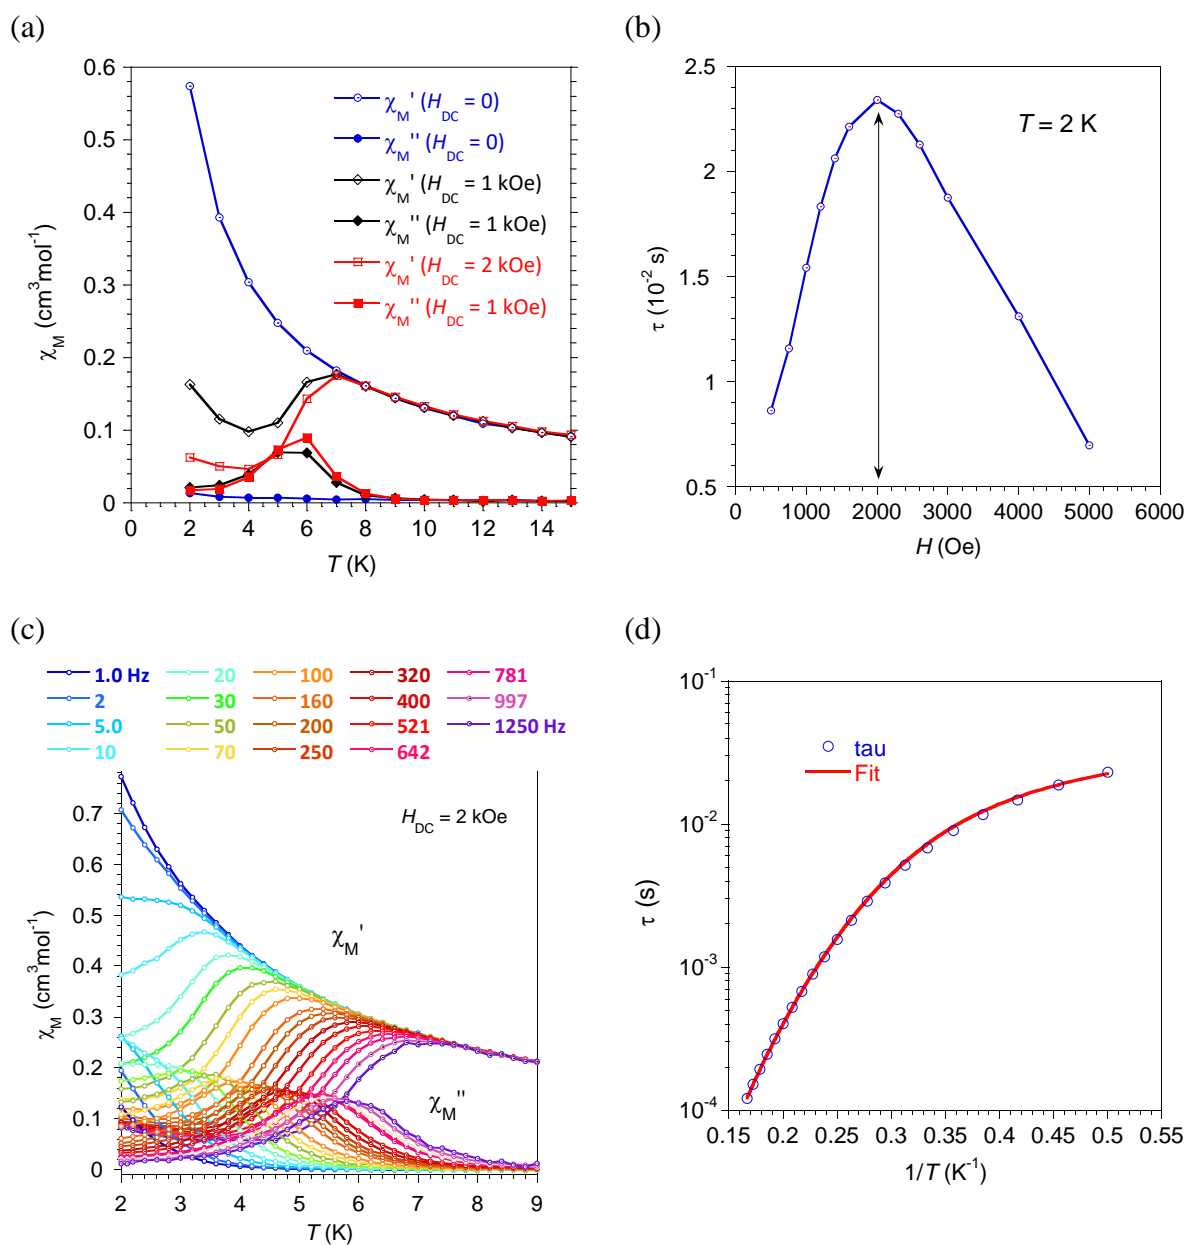 (a)
0.6
0.5
0.4
0.3
0.2
0.1
0
0 2 4 6 8 10 12 14
χM (cm3mol-1)
T (K)
χM' (HDC = 0)
χM'' (HDC = 0)
χM' (HDC = 1 kOe)
χM'' (HDC = 1 kOe)
χM' (HDC = 2 kOe)
χM'' (HDC = 1 kOe)
(b)
2.5
2
1.5
1
0.5
0 1000 2000 3000 4000 5000 6000
τ (10-2 s)
H (Oe)
T = 2 K
(c)
1.0 Hz 20 100 320 781
2 30 160 400 997
5.0 50 200 521 1250 Hz
10 70 250 642
0.7
0.6
0.5
0.4
0.3
0.2
0.1
0
2 3 4 5 6 7 8 9
χM (cm3mol-1)
T (K)
HDC = 2 kOe
χM'
χM''
(d)
10-1
10-2
10-3
10-4
0.15 0.2 0.25 0.3 0.35 0.4 0.45 0.5 0.55
τ (s)
1/T (K-1)
tau
Fit